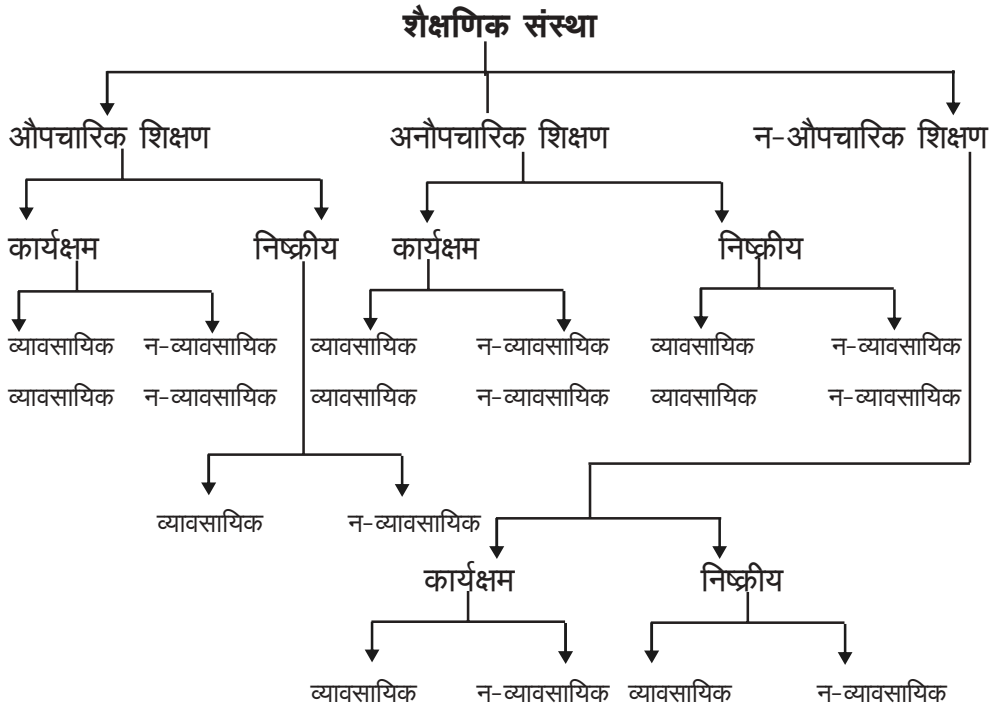 शैक्षणिक संस्था
औपचारिक शिक्षण अनौपचारिक शिक्षण न-औपचारिक शिक्षण
कार्यक्षम निष्क्रीय कार्यक्षम निष्क्रीय
व्यावसायिक न-व्यावसायिक व्यावसायिक न-व्यावसायिक व्यावसायिक न-व्यावसायिक
व्यावसायिक न-व्यावसायिक व्यावसायिक न-व्यावसायिक व्यावसायिक न-व्यावसायिक
व्यावसायिक न-व्यावसायिक
कार्यक्षम निष्क्रीय
व्यावसायिक न-व्यावसायिक व्यावसायिक न-व्यावसायिक